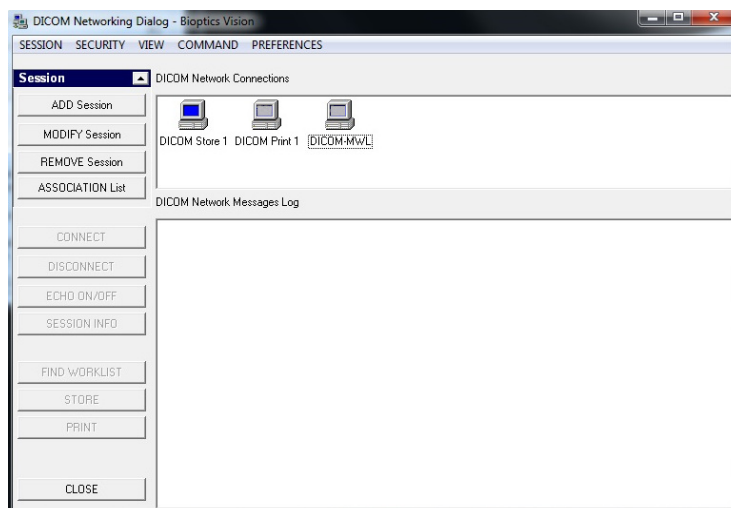 DICOM Networking Dialog - Bioptics Vision
SESSION SECURITY VIEW COMMAND PREFERENCES
Session
DICOM Network Connections
ADD Session
MODIFY Session
REMOVE Session
ASSOCIATION List
DICOM Store 1 DICOM Print 1 DICOM-MWL
DICOM Network Messages Log
CONNECT
DISCONNECT
ECHO ON/OFF
SESSION INFO
FIND WORKLIST
STORE
PRINT
CLOSE